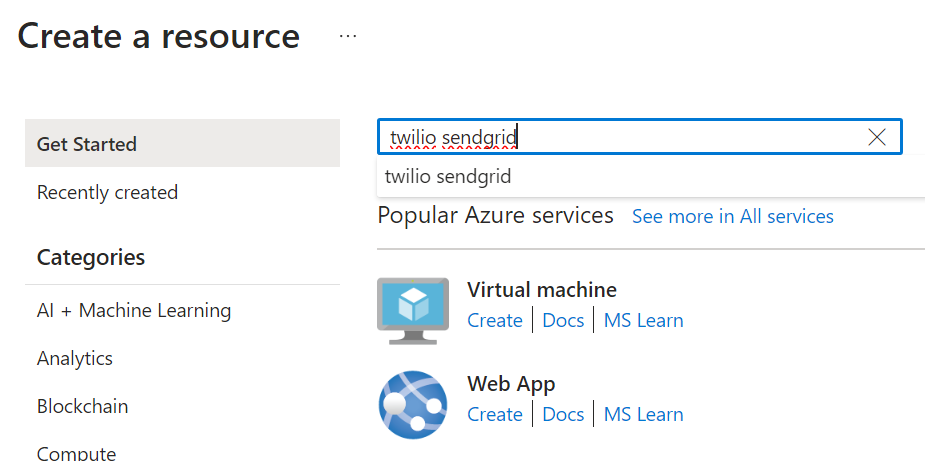 Create a resource ...
Get Started
Recently created
Categories
AI + Machine Learning
Analytics
Blockchain
Compute
twilio sendgrid
twilio sendgrid
Popular Azure services See more in All services
Virtual machine
Create | Docs | MS Learn
Web App
Create | Docs | MS Learn